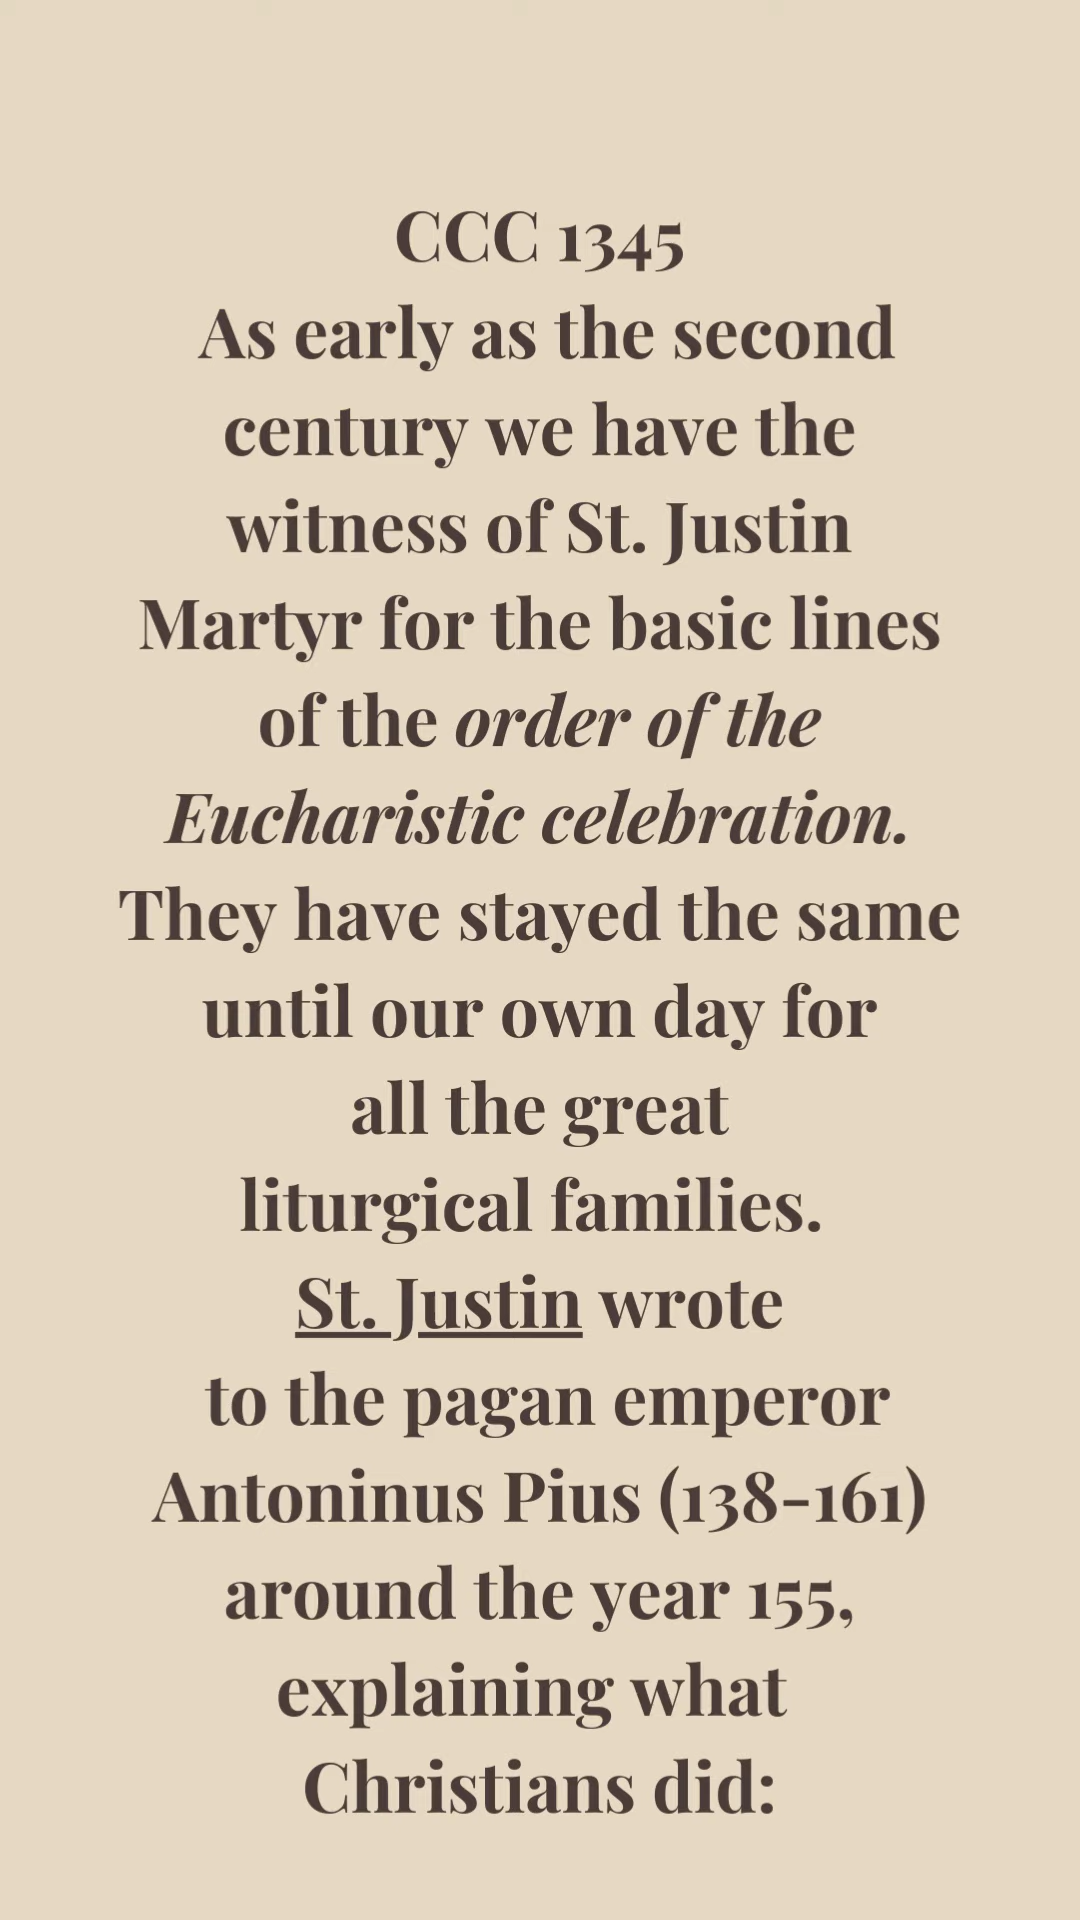 CCC 1345
As early as the second
century we have the
witness of St. Justin
Martyr for the basic lines
of the order of the
Eucharistic celebration.
They have stayed the same
until our own day for
all the great
liturgical families.
St. Justin wrote
to the pagan emperor
Antoninus Pius (138-161)
around the year 155,
explaining what
Christians did: